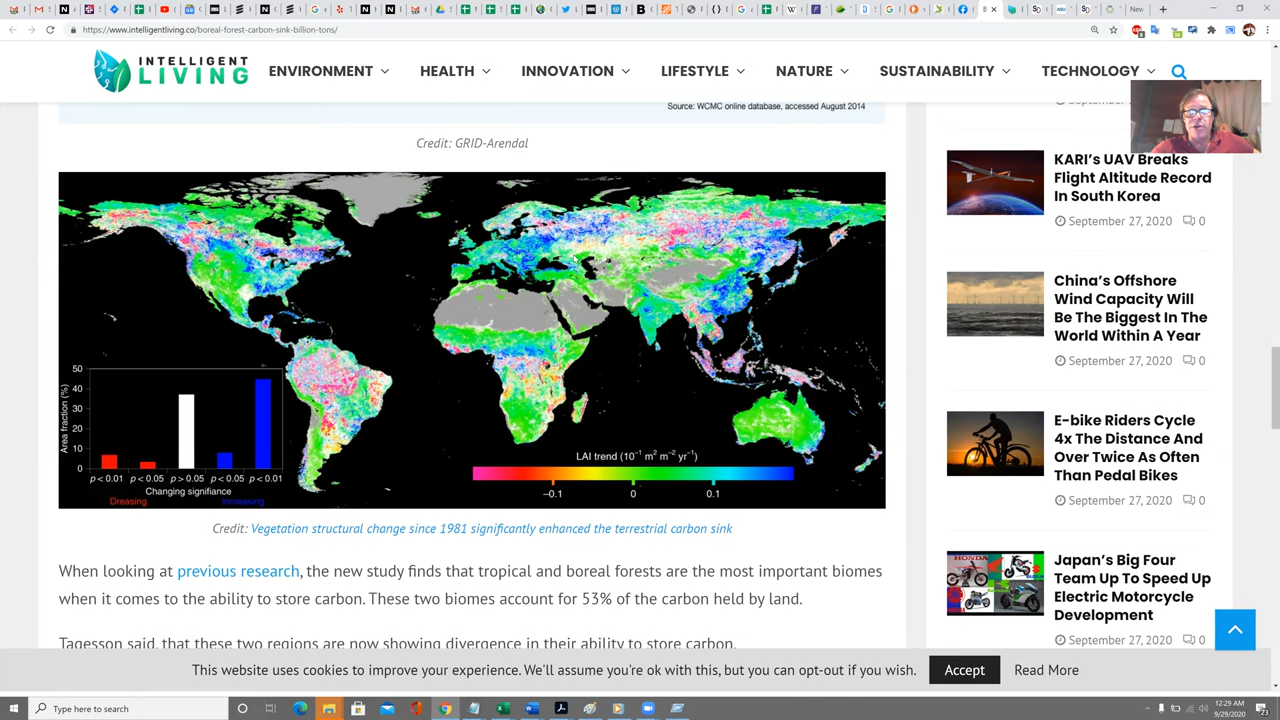 https://www.intelligentliving.co/boreal-forest-carbon-sink-billion-tons/
INTELLIGENT
LIVING
ENVIRONMENT
HEALTH
INNOVATION
LIFESTYLE
NATURE
SUSTAINABILITY
TECHNOLOGY
Source: WCMC online database, accessed August 2014
Credit: GRID-Arendal
50
40
30
20
10
0
Area fraction (%)
p < 0.01 p < 0.05 p > 0.05 p < 0.05 p < 0.01
Changing signifiance
Dreasing
Increasing
LAI trend (10⁻¹ m² m⁻² yr⁻¹)
−0.1 0 0.1
Credit: Vegetation structural change since 1981 significantly enhanced the terrestrial carbon sink
When looking at previous research, the new study finds that tropical and boreal forests are the most important biomes
when it comes to the ability to store carbon. These two biomes account for 53% of the carbon held by land.
Tagesson said, that these two regions are now showing divergence in their ability to store carbon.
KARI's UAV Breaks
Flight Altitude Record
In South Korea
September 27, 2020 0
China's Offshore
Wind Capacity Will
Be The Biggest In The
World Within A Year
September 27, 2020 0
E-bike Riders Cycle
4x The Distance And
Over Twice As Often
Than Pedal Bikes
September 27, 2020 0
HONDA
Japan's Big Four
Team Up To Speed Up
Electric Motorcycle
Development
September 27, 2020 0
This website uses cookies to improve your experience. We'll assume you're ok with this, but you can opt-out if you wish.
Accept
Read More
Type here to search
12:29 AM
9/29/2020
23